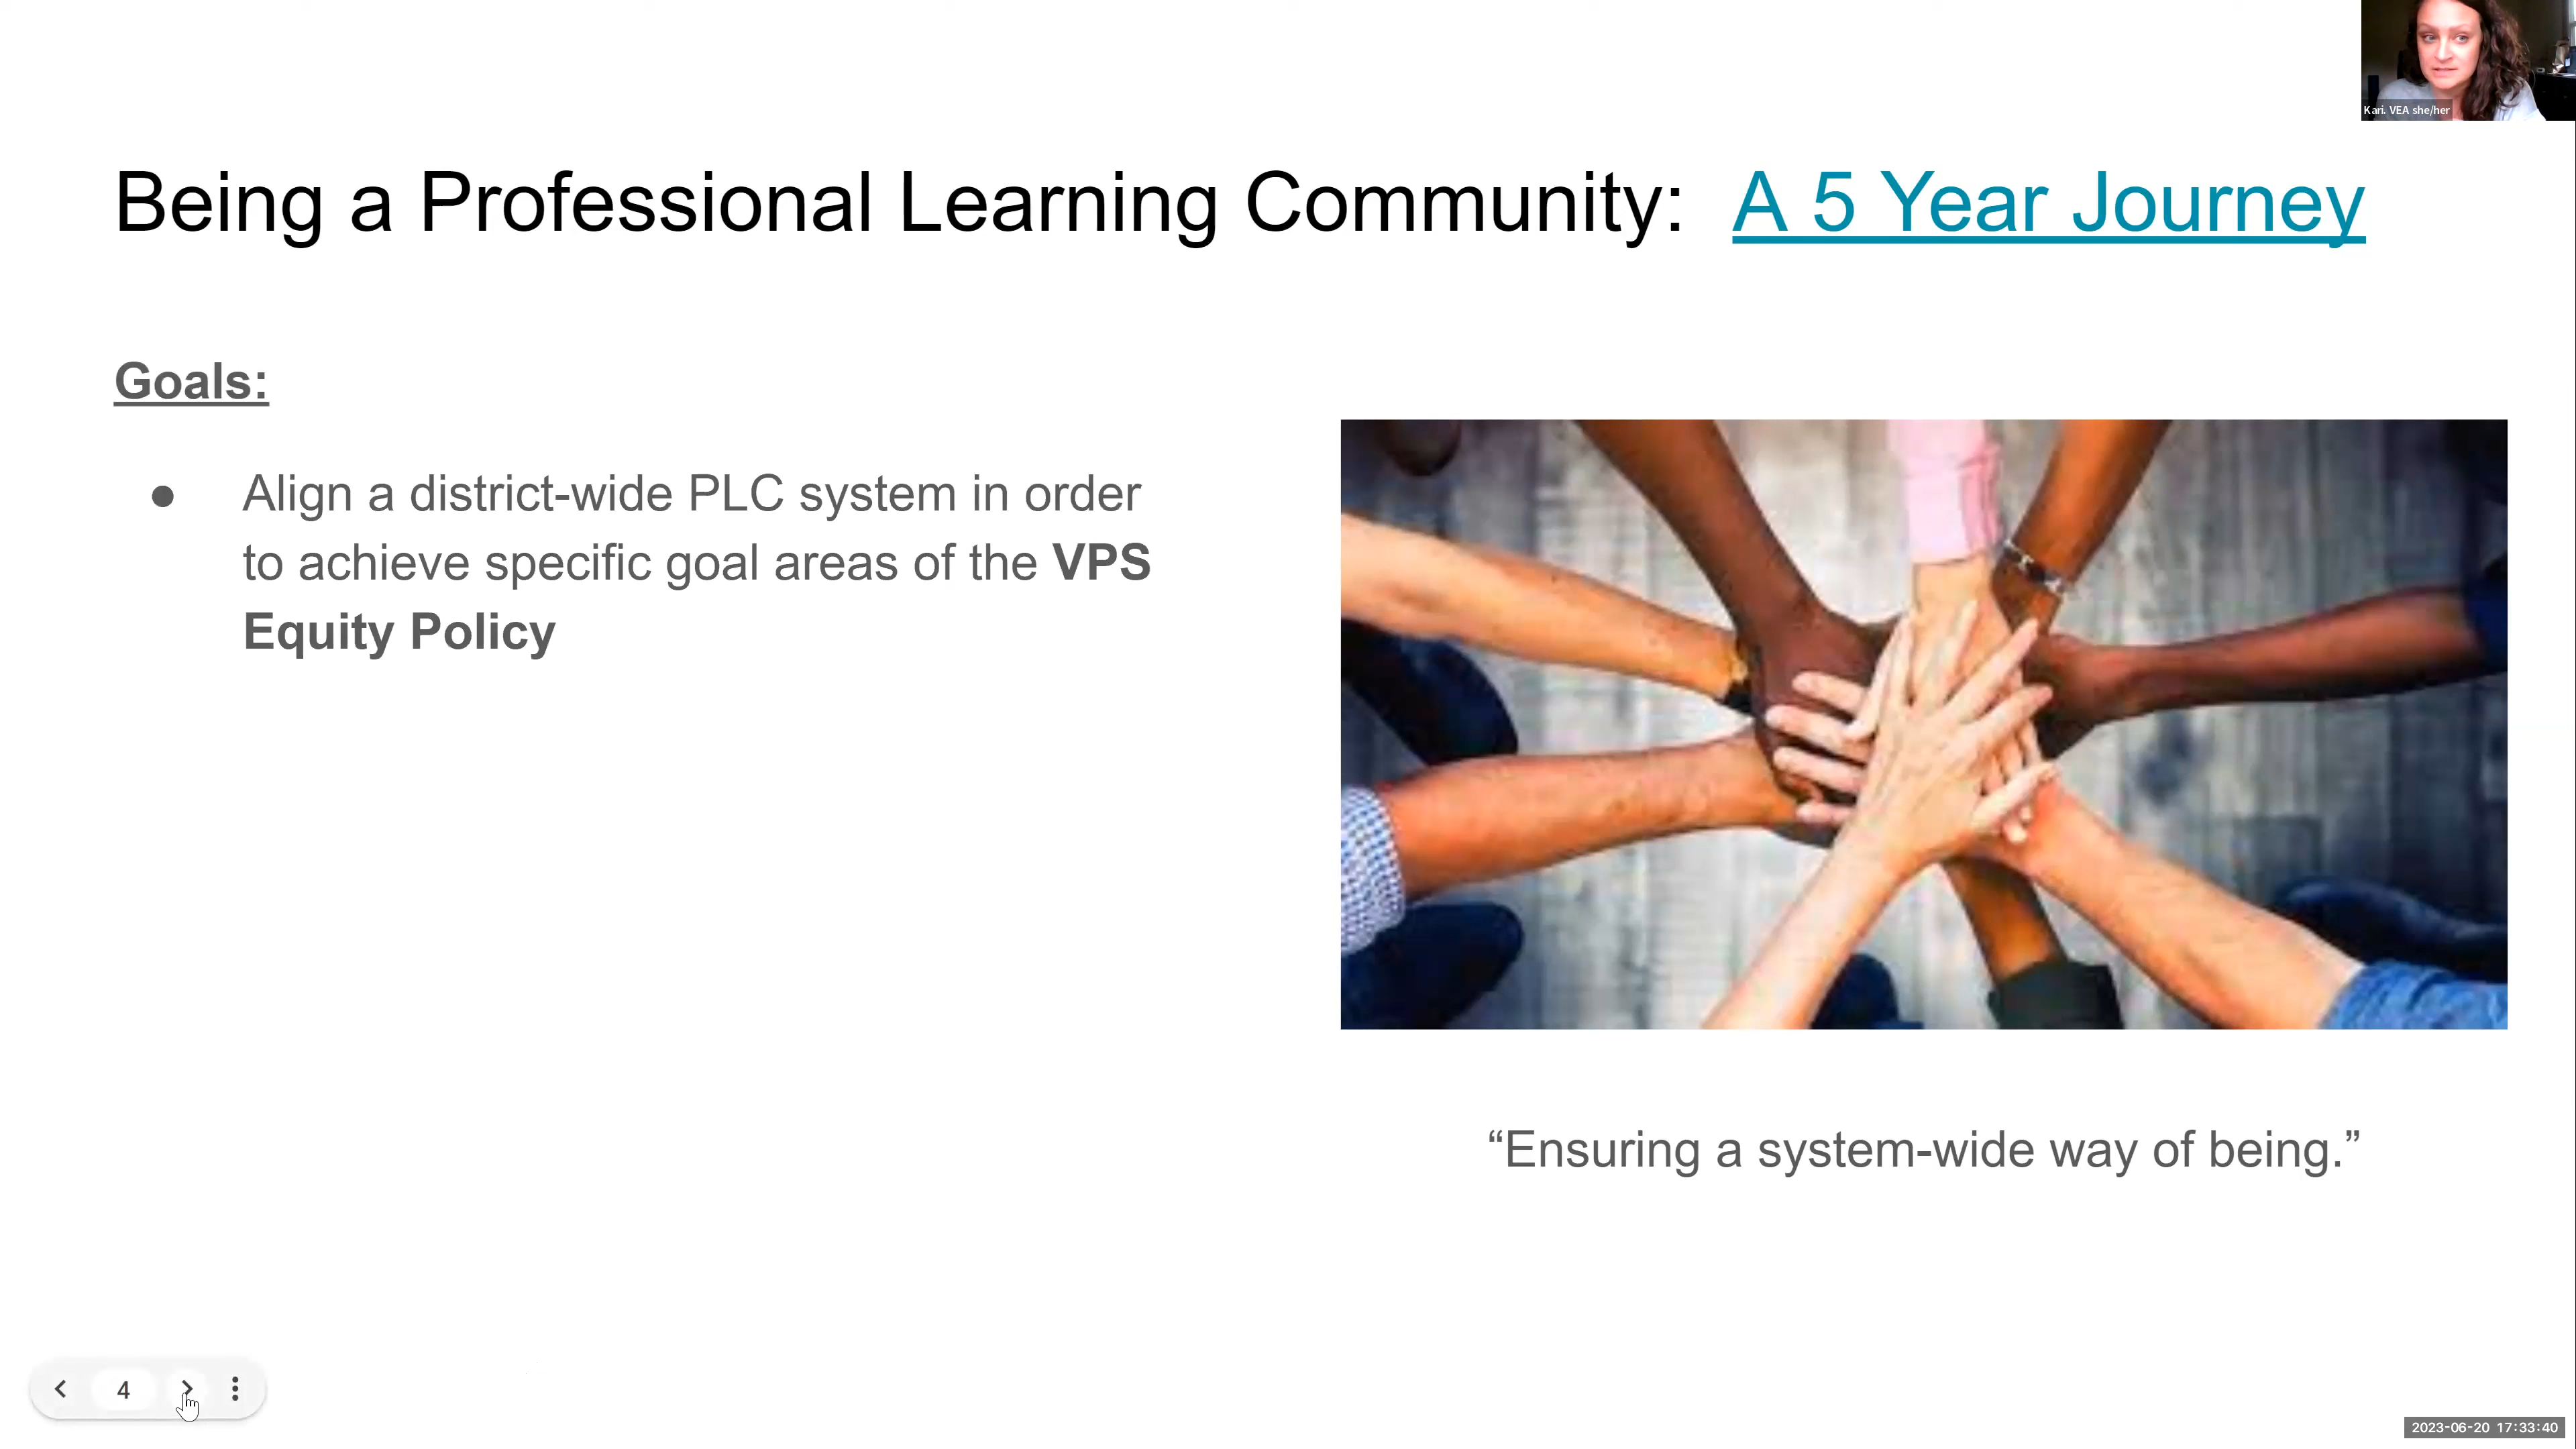 Kari. VEA she/her
Being a Professional Learning Community: A 5 Year Journey
Goals:
● Align a district-wide PLC system in order
to achieve specific goal areas of the VPS
Equity Policy
“Ensuring a system-wide way of being.”
4
2023-06-20 17:33:40